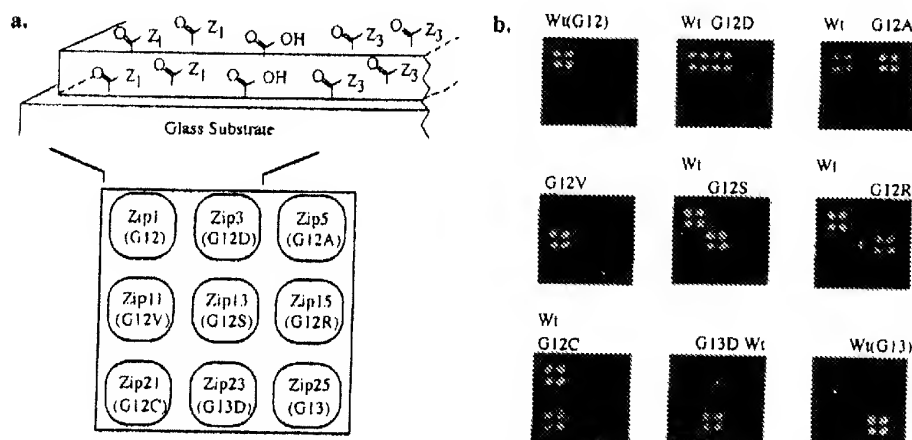 a.
O Z1 O Z1 O OH O Z3 O Z3
O Z1 O Z1 O OH O Z3 O Z3
Glass Substrate
Zip1 Zip3 Zip5
(G12) (G12D) (G12A)
Zip11 Zip13 Zip15
(G12V) (G12S) (G12R)
Zip21 Zip23 Zip25
(G12C) (G13D) (G13)
b.
Wt(G12) Wt G12D Wt G12A
Wt Wt
G12V G12S G12R
Wt
G12C G13D Wt Wt(G13)